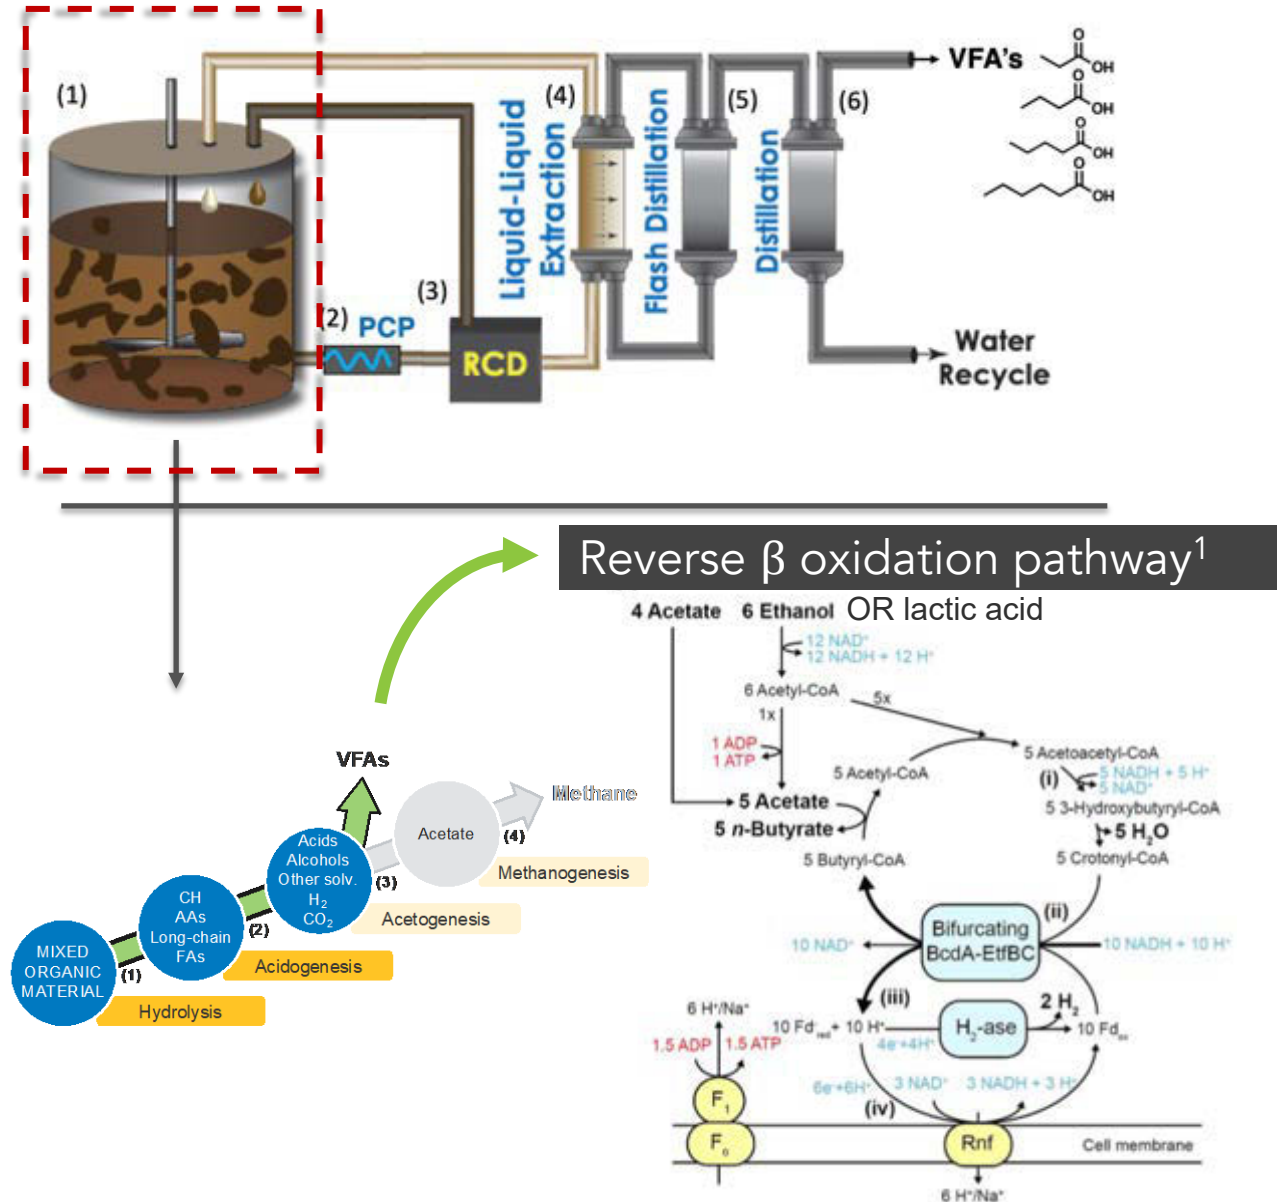 (1)
(2)
PCP
(3)
RCD
(4)
Liquid-Liquid
Extraction
(5)
Flash Distillation
(6)
Distillation
VFA's
O
OH
O
OH
O
OH
O
OH
Water
Recycle
Reverse β oxidation pathway¹
4 Acetate 6 Ethanol OR lactic acid
12 NAD⁺
12 NADH + 12 H⁺
6 Acetyl-CoA
1x
5x
1 ADP
1 ATP
5 Acetyl-CoA
5 Acetoacetyl-CoA
(i)
5 NADH + 5 H⁺
5 NAD⁺
5 3-Hydroxybutyryl-CoA
5 Acetate
5 n-Butyrate
5 H₂O
5 Butyryl-CoA
5 Crotonyl-CoA
(ii)
Bifurcating
BcdA-EtfBC
10 NAD⁺
10 NADH + 10 H⁺
(iii)
2 H₂
6 H⁺/Na⁺
10 Fd⁻red + 10 H⁺
H₂-ase
10 Fdox
4e⁻+4H⁺
1.5 ADP
1.5 ATP
6e⁻+6H⁺
3 NAD⁺
3 NADH + 3 H⁺
(iv)
F₁
F₀
Rnf
Cell membrane
6 H⁺/Na⁺
VFAs
Methane
Acetate
(4)
Methanogenesis
Acids
Alcohols
Other solv.
H₂
CO₂
(3)
Acetogenesis
CH
AAs
Long-chain
FAs
(2)
Acidogenesis
MIXED
ORGANIC
MATERIAL
(1)
Hydrolysis